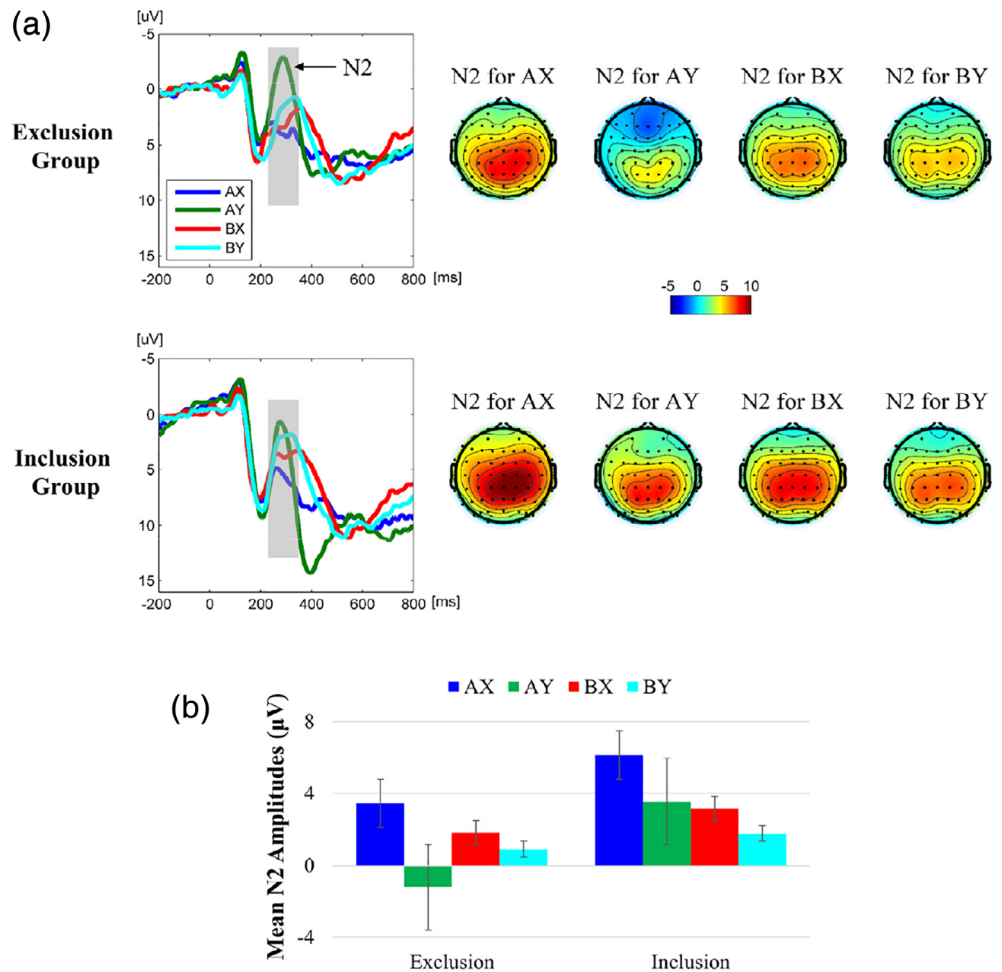 (a)
[uV]
-5
0
5
10
15
N2
AX
AY
BX
BY
-200 0 200 400 600 800 [ms]
Exclusion
Group
N2 for AX N2 for AY N2 for BX N2 for BY
-5 0 5 10
[uV]
-5
0
5
10
15
-200 0 200 400 600 800 [ms]
Inclusion
Group
N2 for AX N2 for AY N2 for BX N2 for BY
(b)
AX AY BX BY
Mean N2 Amplitudes (μV)
8
4
0
-4
Exclusion Inclusion